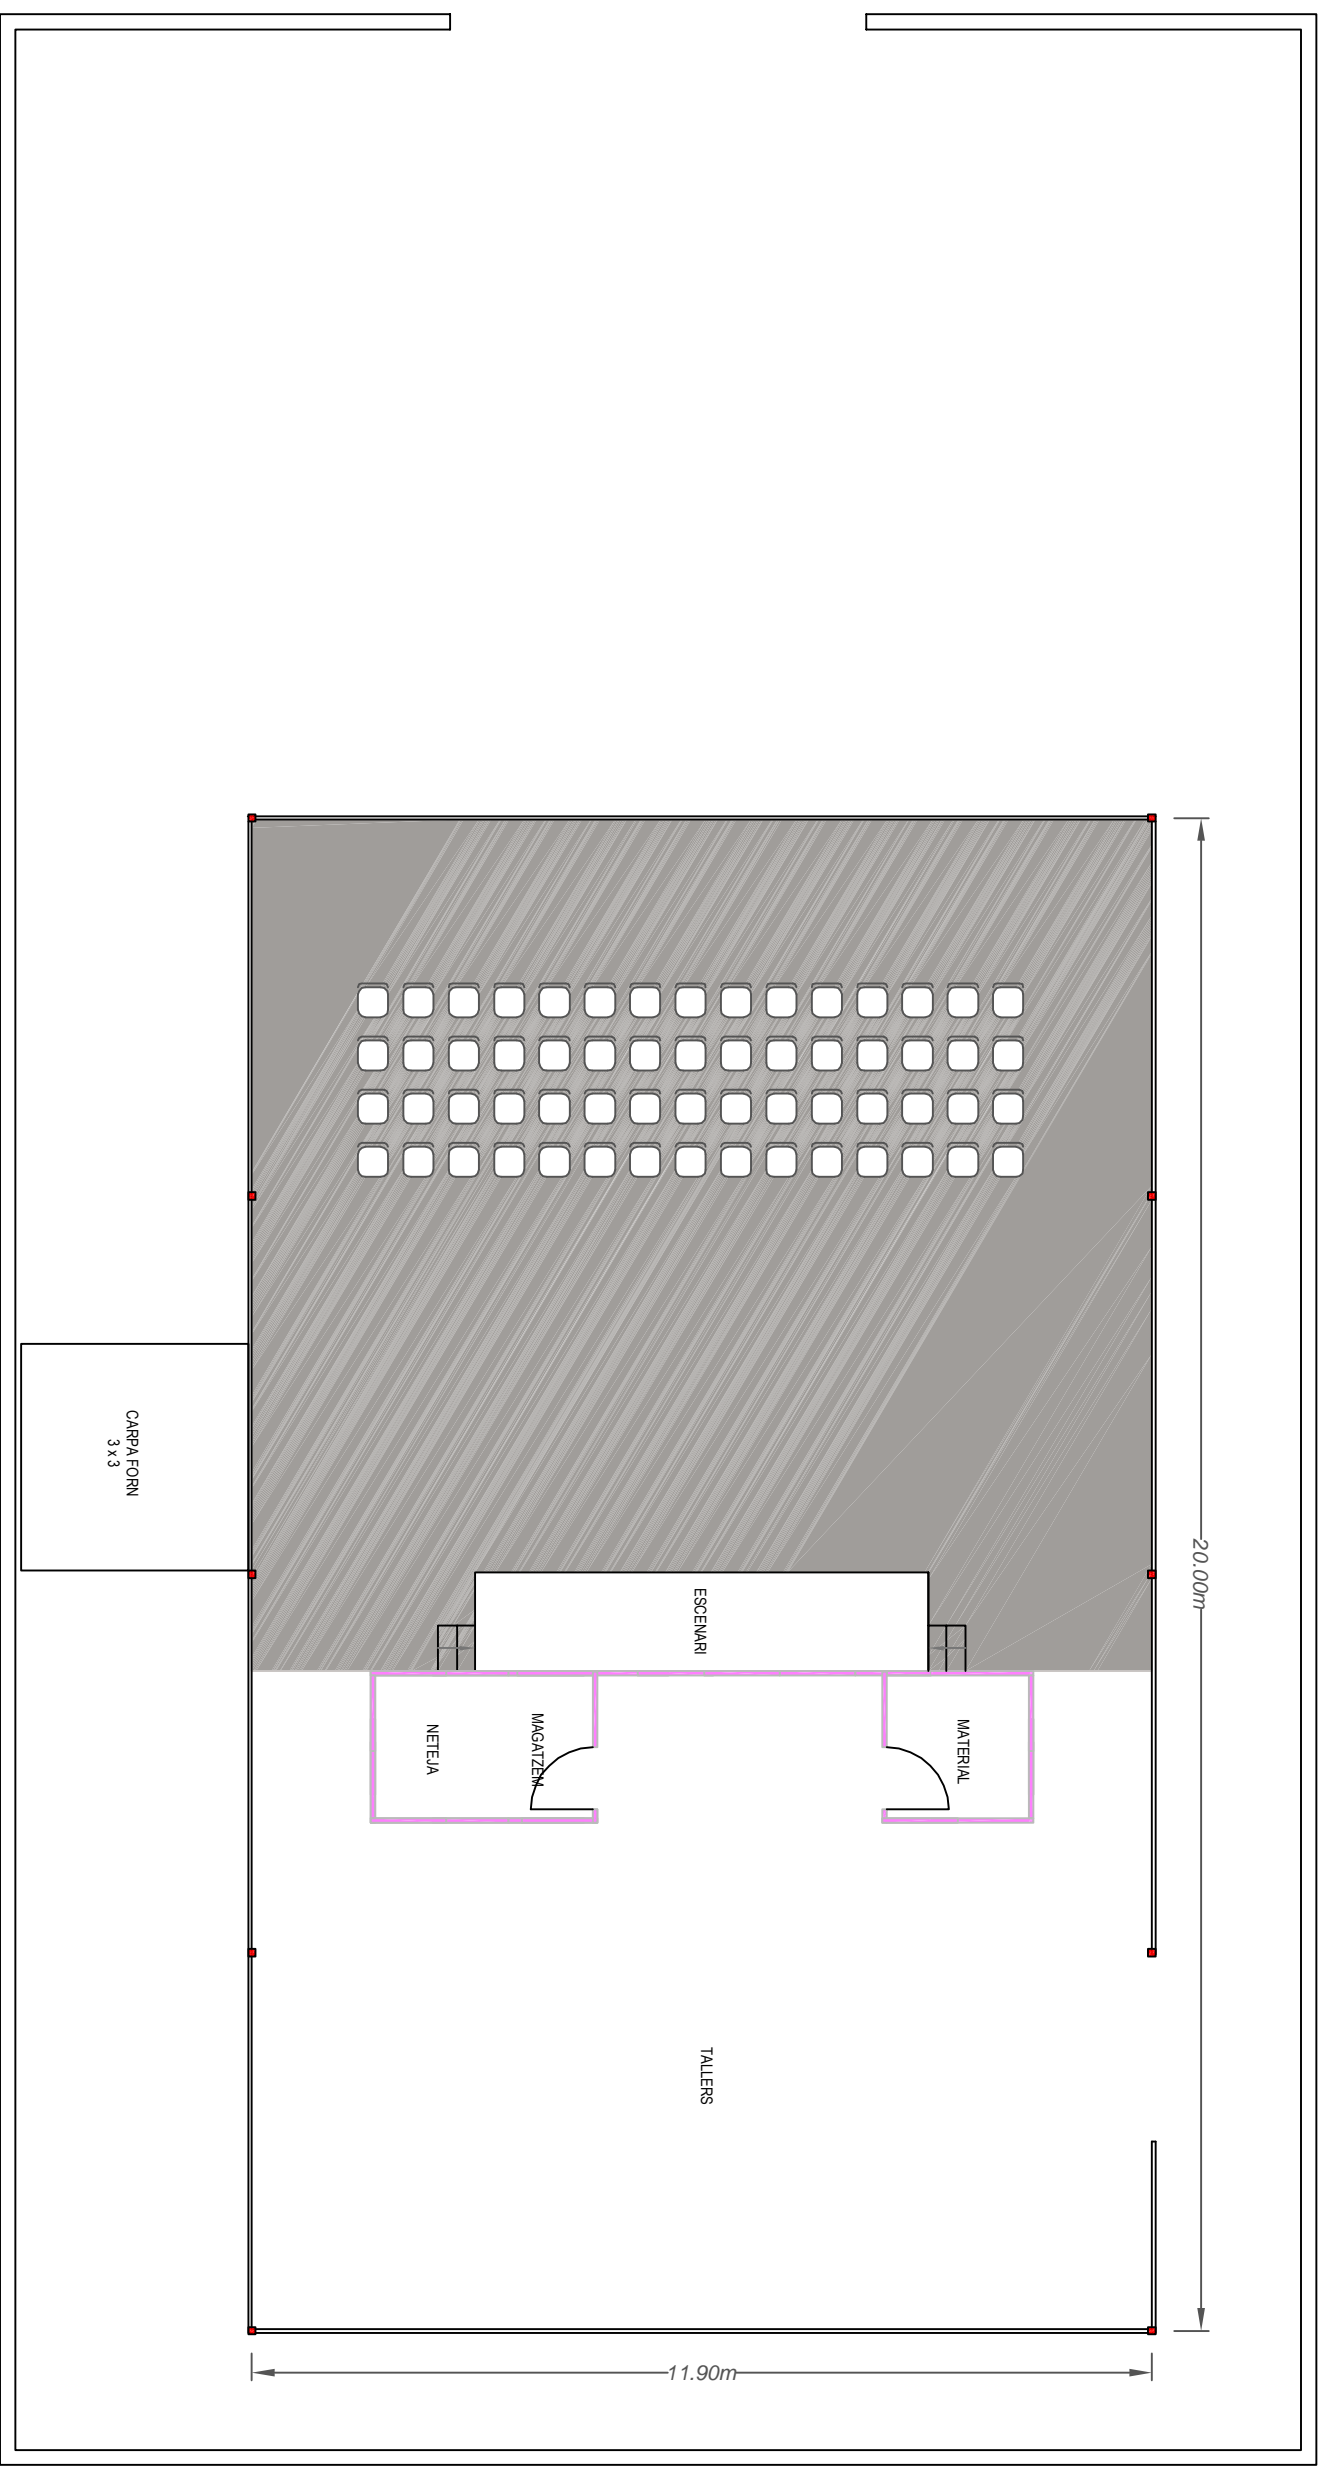 CARPA FORN
3 x 3
ESCENARI
NETEJA
MAGATZEM
MATERIAL
TALLERS
20.00m
11.90m